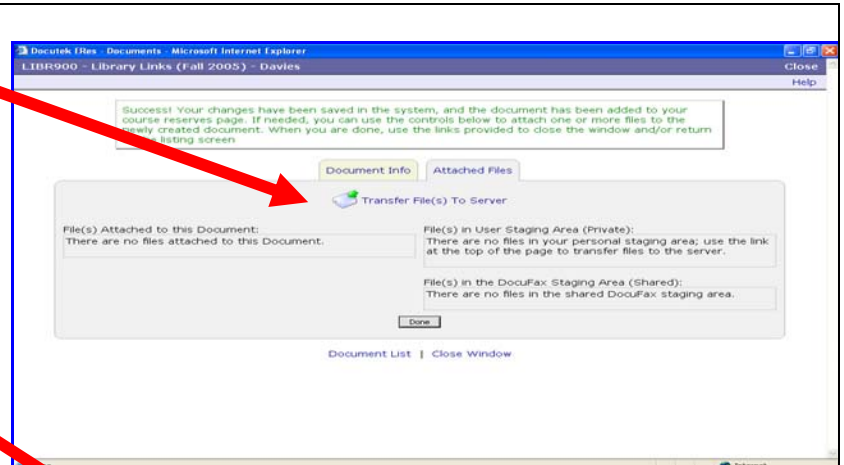 Docutek ERes - Documents - Microsoft Internet Explorer
LIBR900 - Library Links (Fall 2005) - Davies Close
Help
Success! Your changes have been saved in the system, and the document has been added to your
course reserves page. If needed, you can use the controls below to attach one or more files to the
newly created document. When you are done, use the links provided to close the window and/or return
listing screen
Document Info Attached Files
Transfer File(s) To Server
File(s) Attached to this Document:
There are no files attached to this Document.
File(s) in User Staging Area (Private):
There are no files in your personal staging area; use the link
at the top of the page to transfer files to the server.
File(s) in the DocuFax Staging Area (Shared):
There are no files in the shared DocuFax staging area.
Done
Document List | Close Window